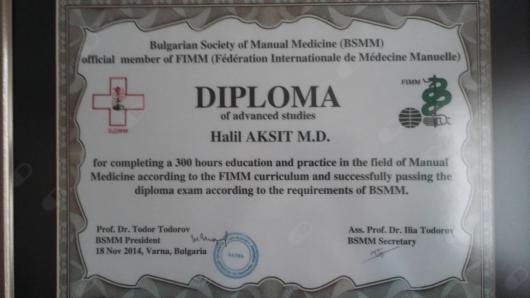 Bulgarian Society of Manual Medicine (BSMM)
official member of FIMM (Fédération Internationale de Médecine Manuelle)
FIMM
DIPLOMA
of advanced studies
Halil AKSIT M.D.
for completing a 300 hours education and practice in the field of Manual
Medicine according to the FIMM curriculum and successfully passing the
diploma exam according to the requirements of BSMM.
Prof. Dr. Todor Todorov
BSMM President
18 Nov 2014, Varna, Bulgaria
Ass. Prof. Dr. Ilia Todorov
BSMM Secretary